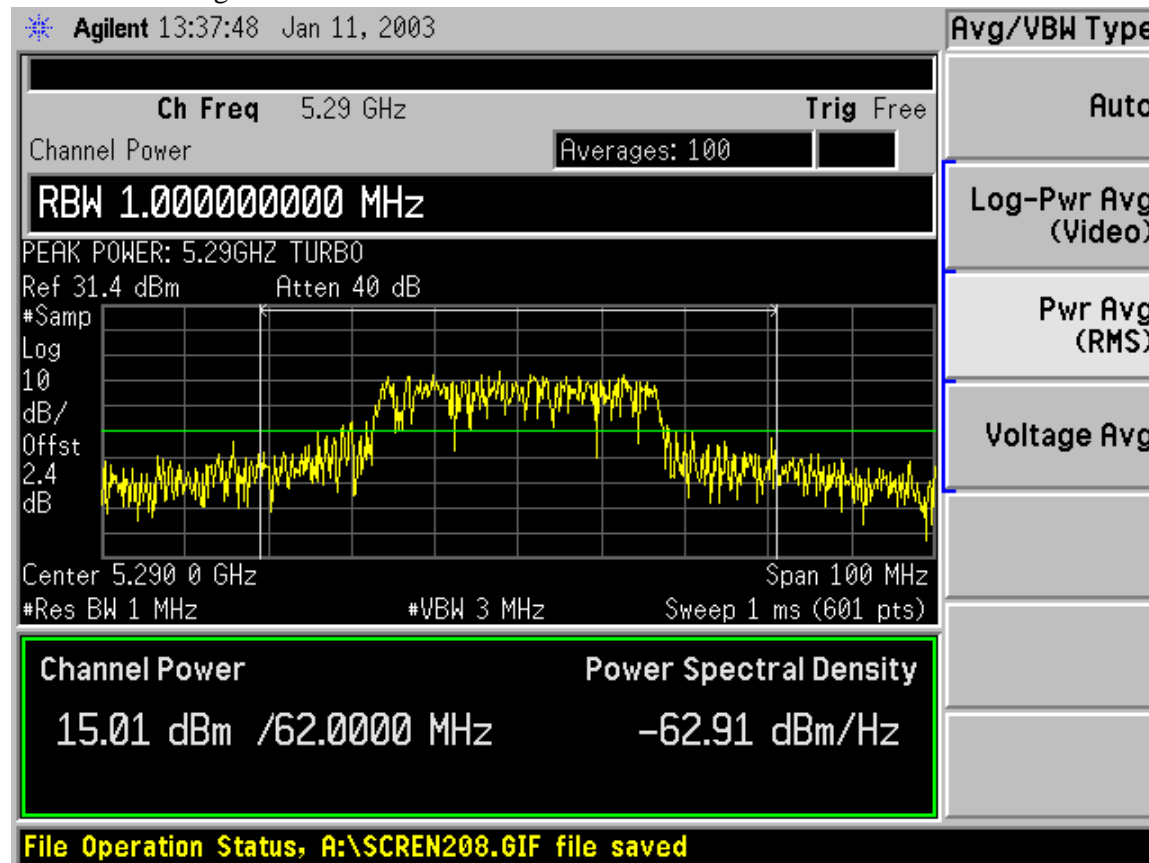 Agilent 13:37:48 Jan 11, 2003
Avg/VBW Type
Ch Freq 5.29 GHz Trig Free
Auto
Channel Power Averages: 100
RBW 1.000000000 MHz
Log-Pwr Avg
(Video)
PEAK POWER: 5.29GHZ TURBO
Ref 31.4 dBm Atten 40 dB
#Samp
Log
10
dB/
Offst
2.4
dB
Pwr Avg
(RMS)
Voltage Avg
Center 5.290 0 GHz Span 100 MHz
#Res BW 1 MHz #VBW 3 MHz Sweep 1 ms (601 pts)
Channel Power Power Spectral Density
15.01 dBm /62.0000 MHz -62.91 dBm/Hz
File Operation Status, A:\SCREN208.GIF file saved